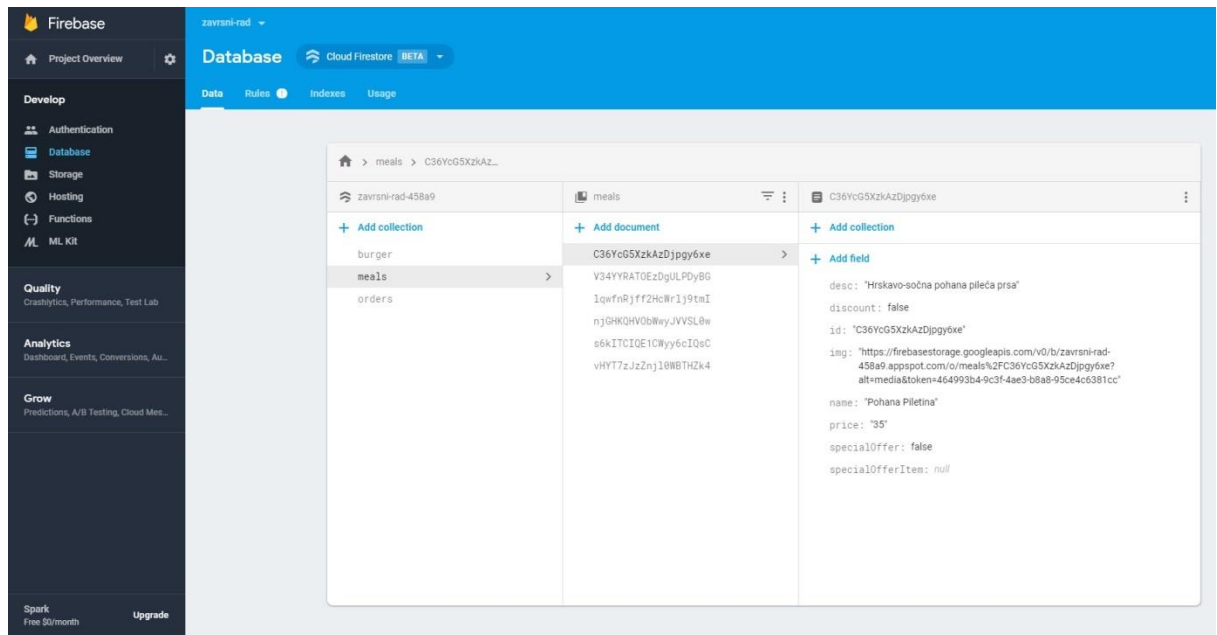 Firebase
Project Overview
Develop
Authentication
Database
Storage
Hosting
Functions
ML Kit
Quality
Crashlytics, Performance, Test Lab
Analytics
Dashboard, Events, Conversions, Au...
Grow
Predictions, A/B Testing, Cloud Mes...
Spark
Free $0/month
Upgrade
zavrsni-rad
Database Cloud Firestore BETA
Data Rules Indexes Usage
meals > C36YcG5XzkAz...
zavrsni-rad-458a9
+ Add collection
burger
meals
orders
meals
+ Add document
C36YcG5XzkAzDjpgy6xe
V34YYRATOEzDgULPDyBG
lqwfnRjff2HcWrlj9tmI
njGHKQHVObWwyJVVSL0w
s6kITCIQE1CWyy6cIQsC
vHYT7zJzZnjl0WBTHZk4
C36YcG5XzkAzDjpgy6xe
+ Add collection
+ Add field
desc: "Hrskavo-sočna pohana pileća prsa"
discount: false
id: "C36YcG5XzkAzDjpgy6xe"
img: "https://firebasestorage.googleapis.com/v0/b/zavrsni-rad-
458a9.appspot.com/o/meals%2FC36YcG5XzkAzDjpgy6xe?
alt=media&token=464993b4-9c3f-4ae3-b8a8-95ce4c6381cc"
name: "Pohana Piletina"
price: "35"
specialOffer: false
specialOfferItem: null